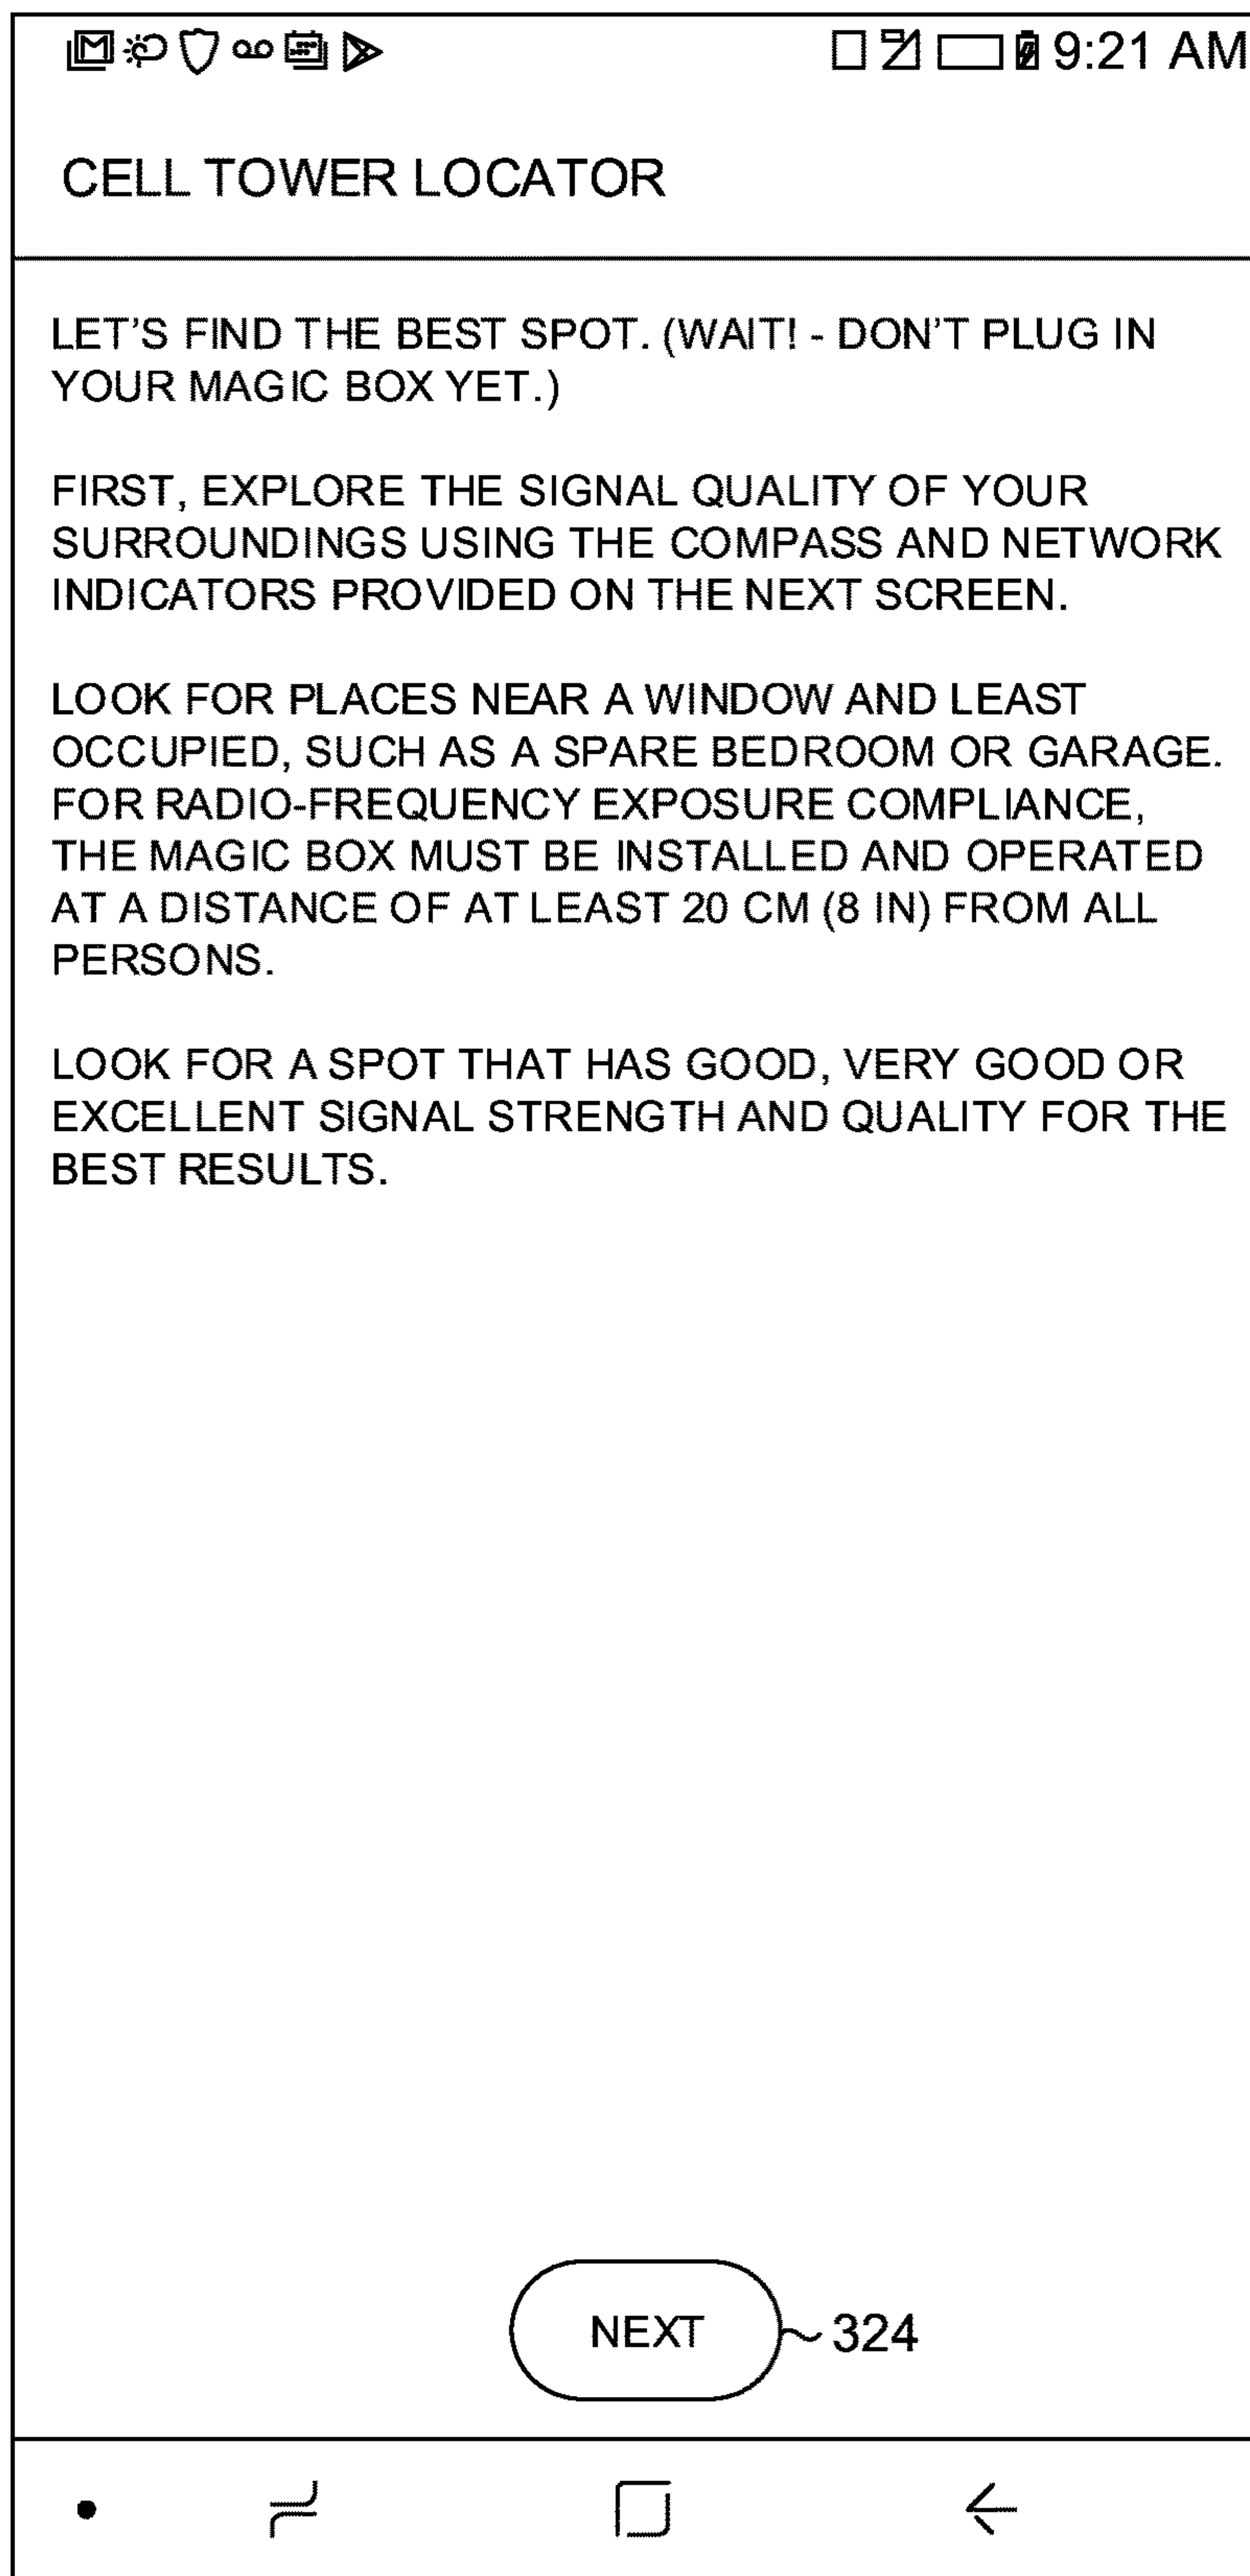 9:21 AM
CELL TOWER LOCATOR
LET'S FIND THE BEST SPOT. (WAIT! - DON'T PLUG IN
YOUR MAGIC BOX YET.)
FIRST, EXPLORE THE SIGNAL QUALITY OF YOUR
SURROUNDINGS USING THE COMPASS AND NETWORK
INDICATORS PROVIDED ON THE NEXT SCREEN.
LOOK FOR PLACES NEAR A WINDOW AND LEAST
OCCUPIED, SUCH AS A SPARE BEDROOM OR GARAGE.
FOR RADIO-FREQUENCY EXPOSURE COMPLIANCE,
THE MAGIC BOX MUST BE INSTALLED AND OPERATED
AT A DISTANCE OF AT LEAST 20 CM (8 IN) FROM ALL
PERSONS.
LOOK FOR A SPOT THAT HAS GOOD, VERY GOOD OR
EXCELLENT SIGNAL STRENGTH AND QUALITY FOR THE
BEST RESULTS.
NEXT 324